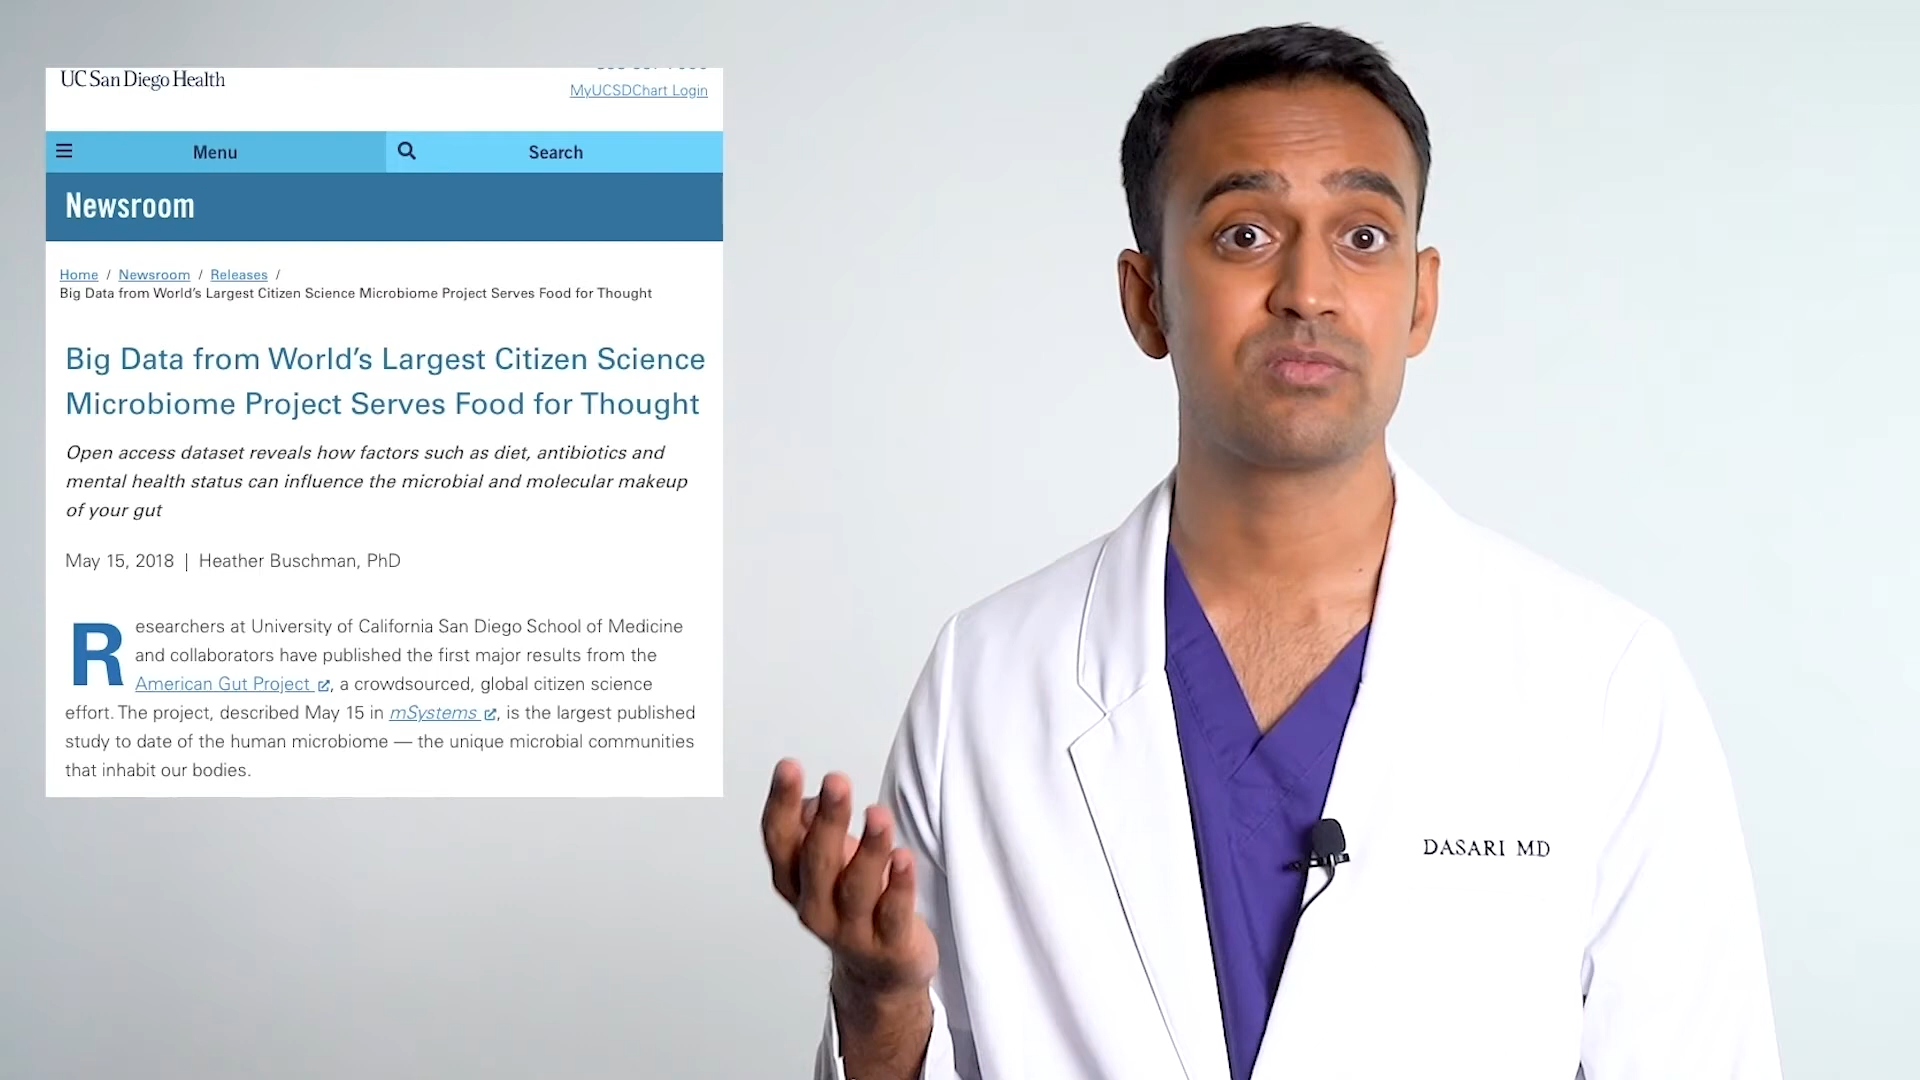 UC San Diego Health
MyUCSDChart Login
Menu
Search
Newsroom
Home / Newsroom / Releases /
Big Data from World’s Largest Citizen Science Microbiome Project Serves Food for Thought
Big Data from World’s Largest Citizen Science
Microbiome Project Serves Food for Thought
Open access dataset reveals how factors such as diet, antibiotics and
mental health status can influence the microbial and molecular makeup
of your gut
May 15, 2018 | Heather Buschman, PhD
Researchers at University of California San Diego School of Medicine
and collaborators have published the first major results from the
American Gut Project , a crowdsourced, global citizen science
effort. The project, described May 15 in mSystems , is the largest published
study to date of the human microbiome — the unique microbial communities
that inhabit our bodies.
DASARI MD